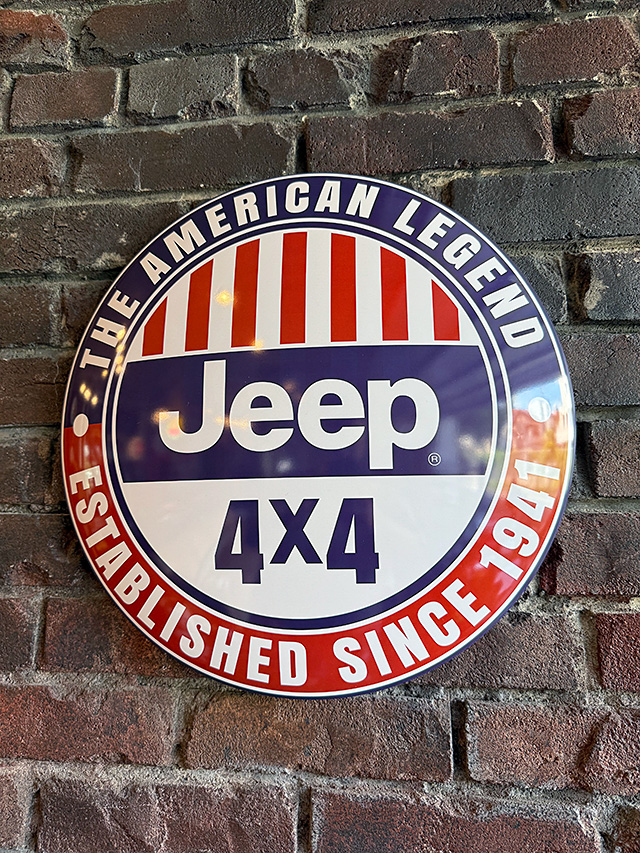 THE AMERICAN LEGEND
Jeep®
4X4
ESTABLISHED SINCE 1941